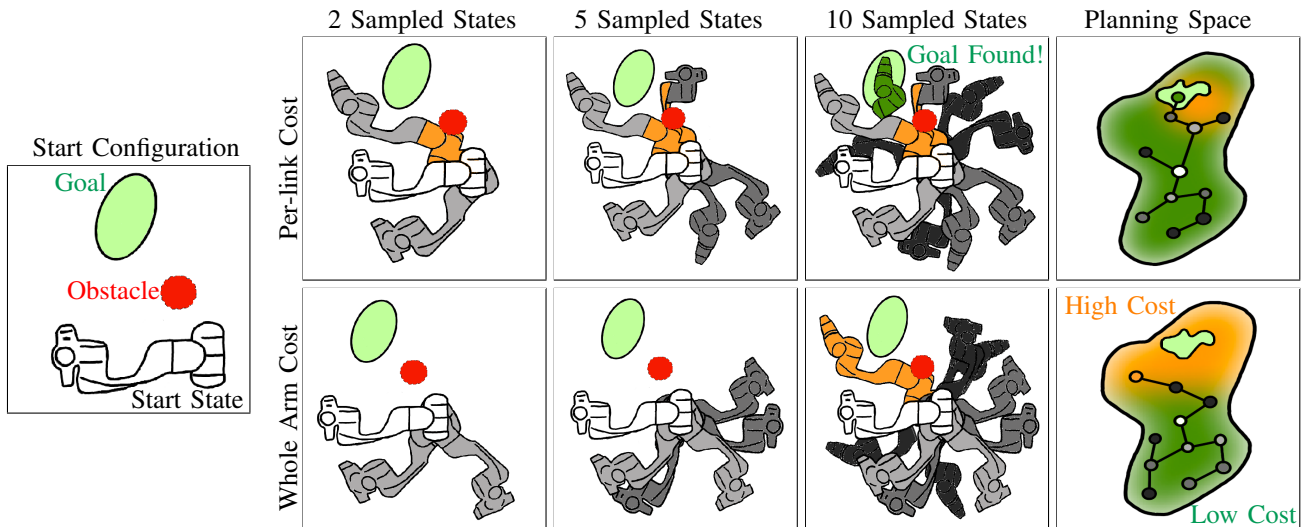 2 Sampled States
5 Sampled States
10 Sampled States
Planning Space
Start Configuration
Goal
Obstacle
Start State
Per-link Cost
Goal Found!
Whole Arm Cost
High Cost
Low Cost